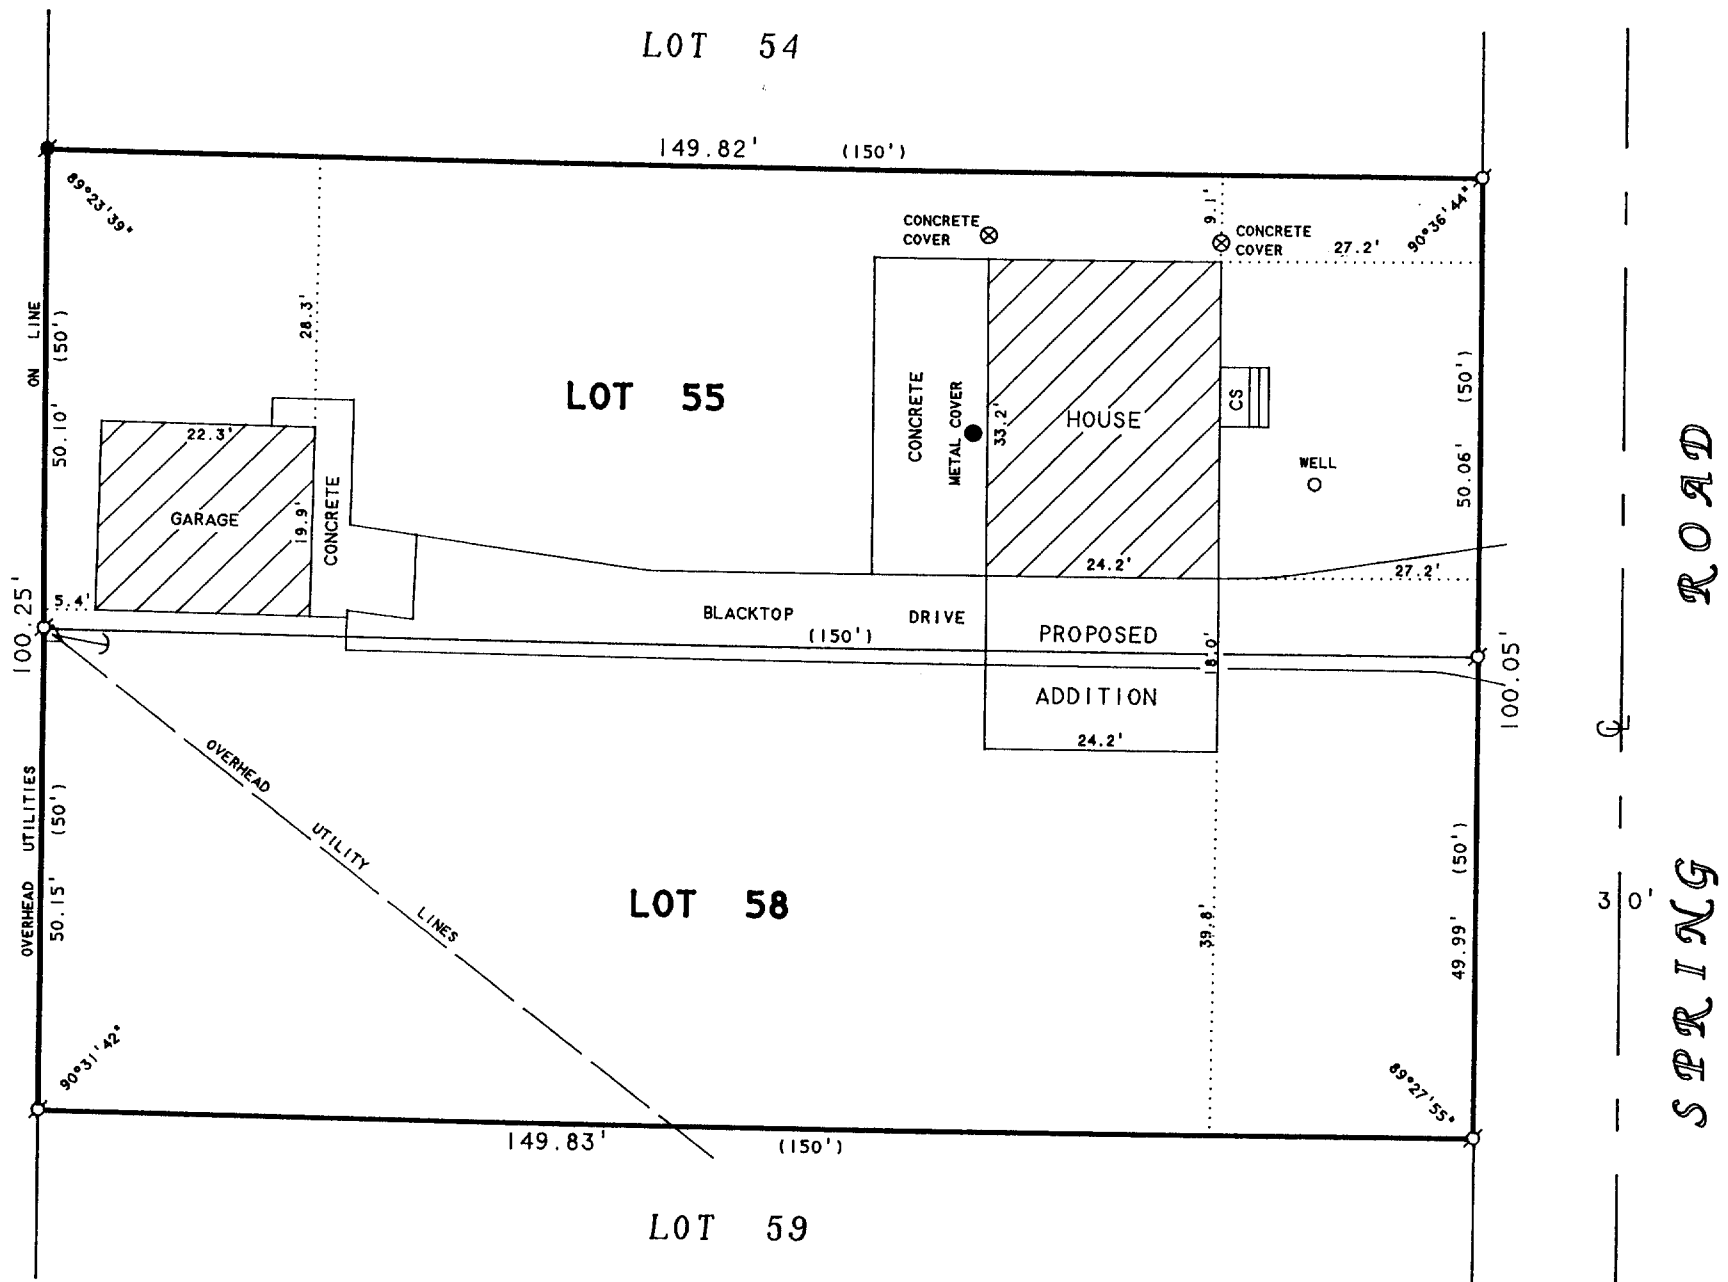 LOT 54
149.82' (150')
89°23'39"
90°36'44"
CONCRETE
COVER
9.1'
CONCRETE
COVER
27.2'
ON LINE
50.10' (50')
28.3'
LOT 55
22.3'
GARAGE
19.9'
CONCRETE
CONCRETE
METAL COVER
33.2'
HOUSE
CS
WELL
50.06' (50')
24.2'
27.2'
5.4'
100.25'
BLACKTOP DRIVE
(150')
PROPOSED
ADDITION
18.0'
24.2'
100.05'
SPRING ROAD
30'
OVERHEAD UTILITIES
50.15' (50')
OVERHEAD UTILITY LINES
LOT 58
39.8'
49.99' (50')
90°31'42"
89°27'55"
149.83' (150')
LOT 59